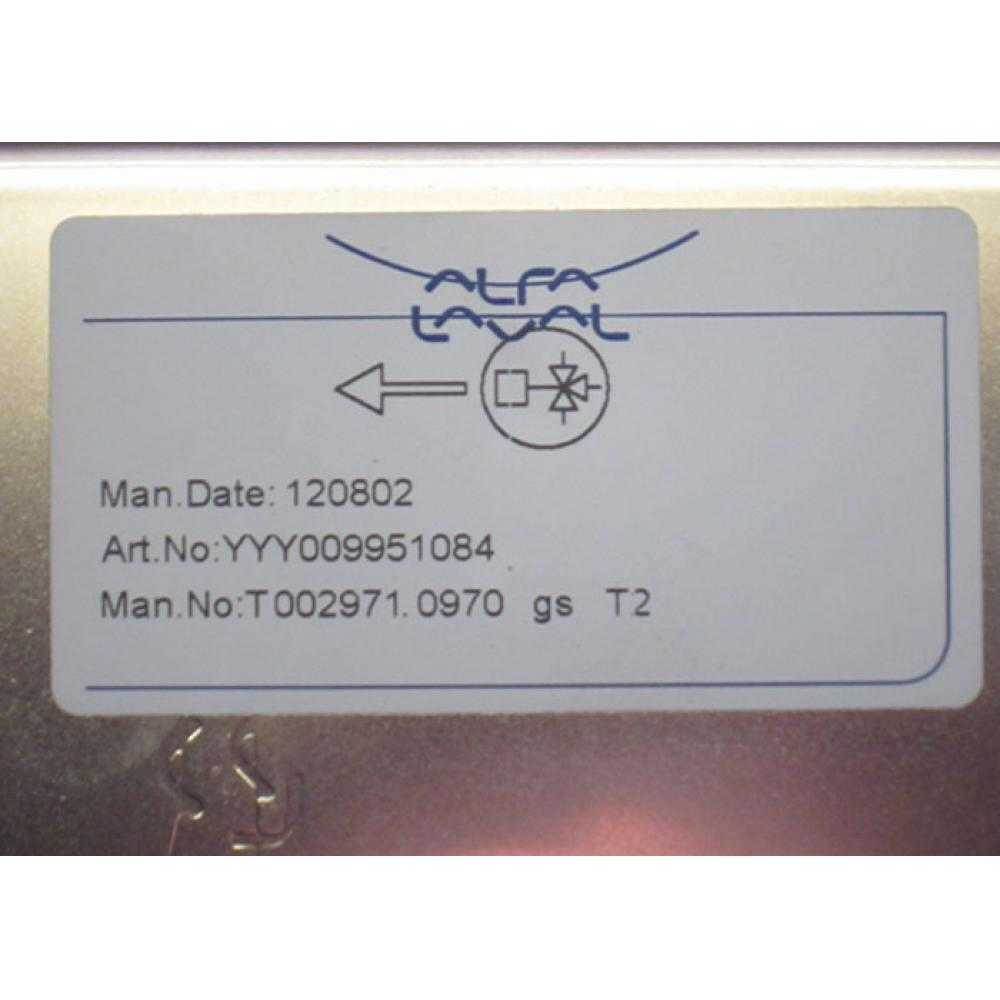 ALFA
LAVAL
Man.Date: 120802
Art.No:YYY009951084
Man.No:T002971.0970 gs T2